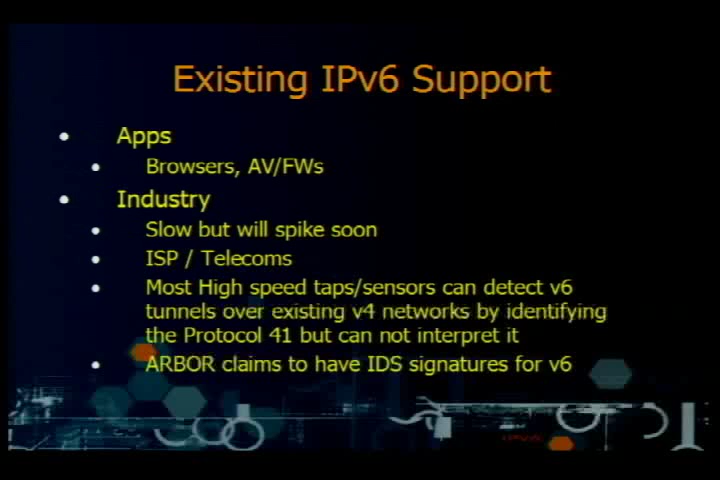 Existing IPv6 Support
• Apps
• Browsers, AV/FWs
• Industry
• Slow but will spike soon
• ISP / Telecoms
• Most High speed taps/sensors can detect v6
tunnels over existing v4 networks by identifying
the Protocol 41 but can not interpret it
• ARBOR claims to have IDS signatures for v6